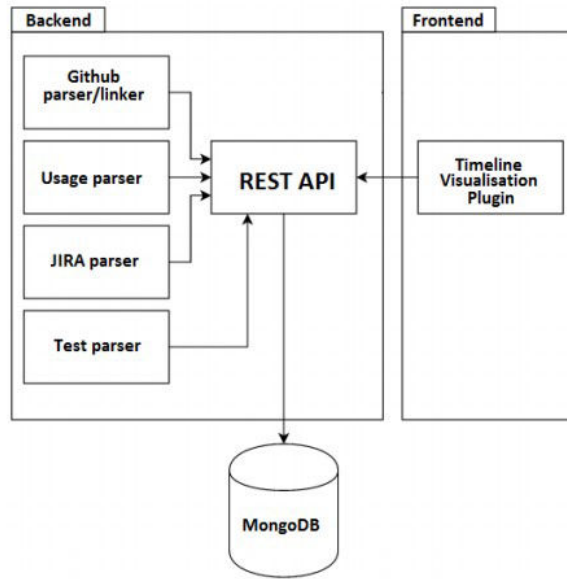 Backend
Frontend
Github
parser/linker
Usage parser
JIRA parser
Test parser
REST API
Timeline
Visualisation
Plugin
MongoDB